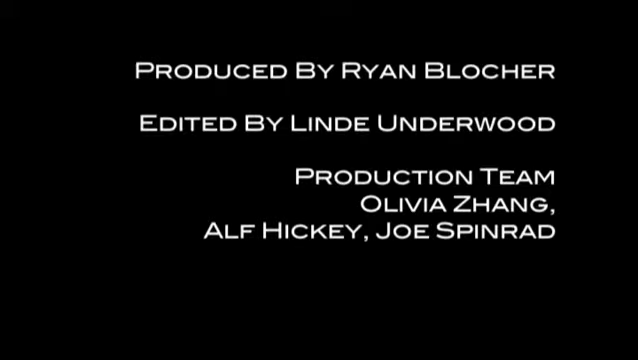 Produced By Ryan Blocher
Edited By Linde Underwood
Production Team
Olivia Zhang,
Alf Hickey, Joe Spinrad